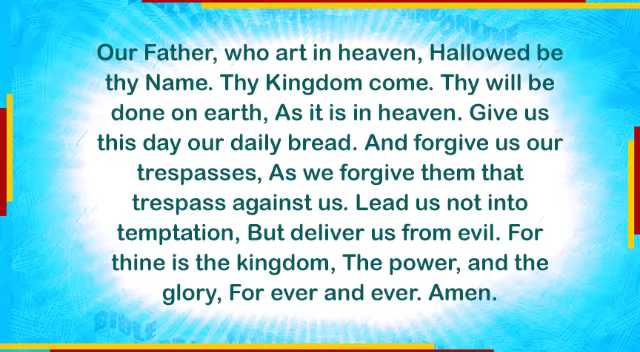 Our Father, who art in heaven, Hallowed be
thy Name. Thy Kingdom come. Thy will be
done on earth, As it is in heaven. Give us
this day our daily bread. And forgive us our
trespasses, As we forgive them that
trespass against us. Lead us not into
temptation, But deliver us from evil. For
thine is the kingdom, The power, and the
glory, For ever and ever. Amen.
BIBLE